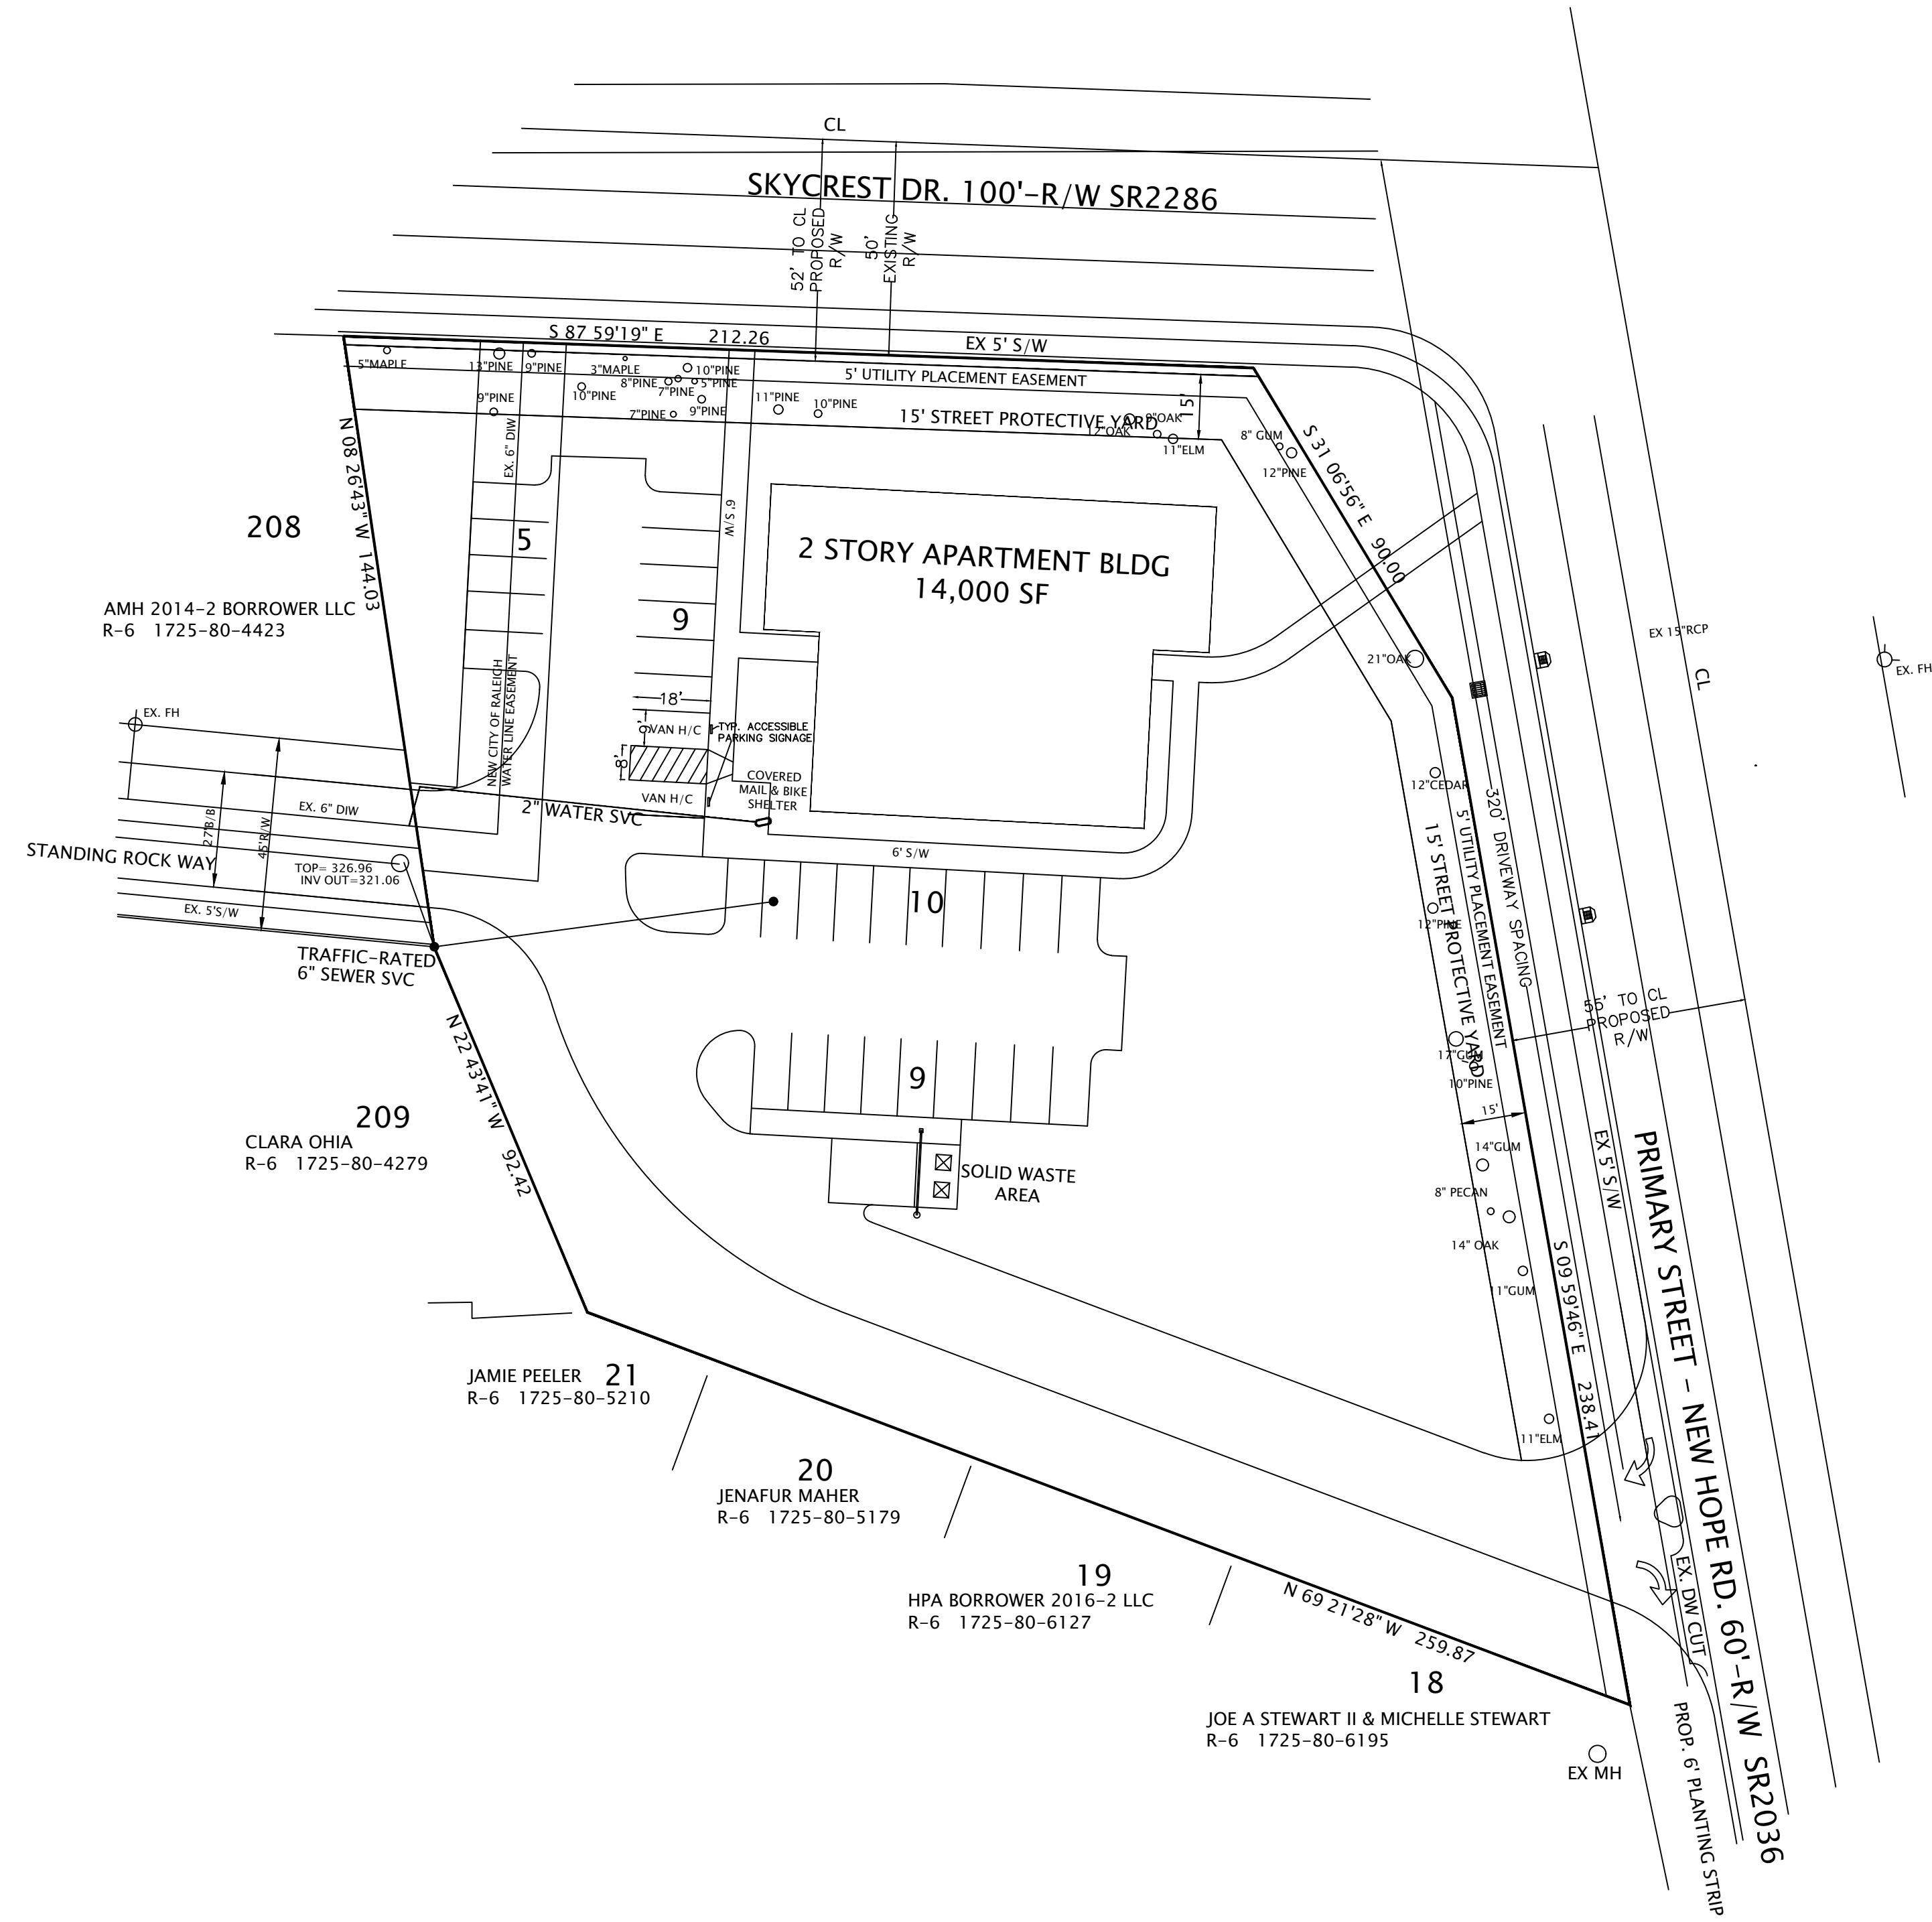 CL
SKYCREST DR. 100'-R/W SR2286
52' TO CL
PROPOSED
R/W
50'
EXISTING
R/W
S 87 59'19" E 212.26
EX 5' S/W
5"MAPLE
13"PINE
9"PINE
3"MAPLE
10"PINE
8"PINE
5"PINE
7"PINE
10"PINE
9"PINE
7"PINE
9"PINE
11"PINE
10"PINE
5' UTILITY PLACEMENT EASEMENT
15' STREET PROTECTIVE YARD
15'
9"OAK
12"OAK
11"ELM
8" GUM
12"PINE
S 31 06'56" E 90.00
N 08 26'43" W 144.03
EX. 6" DIW
6' S/W
208
5
9
2 STORY APARTMENT BLDG
14,000 SF
AMH 2014-2 BORROWER LLC
R-6 1725-80-4423
NEW CITY OF RALEIGH
WATER LINE EASEMENT
21"OAK
EX 15"RCP
CL
EX. FH
EX. FH
18'
9'
VAN H/C
TYP. ACCESSIBLE
PARKING SIGNAGE
8'
VAN H/C
COVERED
MAIL & BIKE
SHELTER
2" WATER SVC
EX. 6" DIW
27'B/B
45'R/W
STANDING ROCK WAY
TOP= 326.96
INV OUT=321.06
EX. 5'S/W
TRAFFIC-RATED
6" SEWER SVC
6' S/W
10
12"CEDAR
320' DRIVEWAY SPACING
5' UTILITY PLACEMENT EASEMENT
15' STREET PROTECTIVE YARD
12"PINE
55' TO CL
PROPOSED
R/W
17"GUM
10"PINE
15'
N 22 43'41" W 92.42
9
209
CLARA OHIA
R-6 1725-80-4279
SOLID WASTE
AREA
14"GUM
8" PECAN
14" OAK
11"GUM
EX 5' S/W
PRIMARY STREET - NEW HOPE RD. 60'-R/W SR2036
S 09 59'46" E 238.41
11"ELM
JAMIE PEELER 21
R-6 1725-80-5210
20
JENAFUR MAHER
R-6 1725-80-5179
19
HPA BORROWER 2016-2 LLC
R-6 1725-80-6127
N 69 21'28" W 259.87
EX. DW CUT
18
JOE A STEWART II & MICHELLE STEWART
R-6 1725-80-6195
EX MH
PROP. 6' PLANTING STRIP